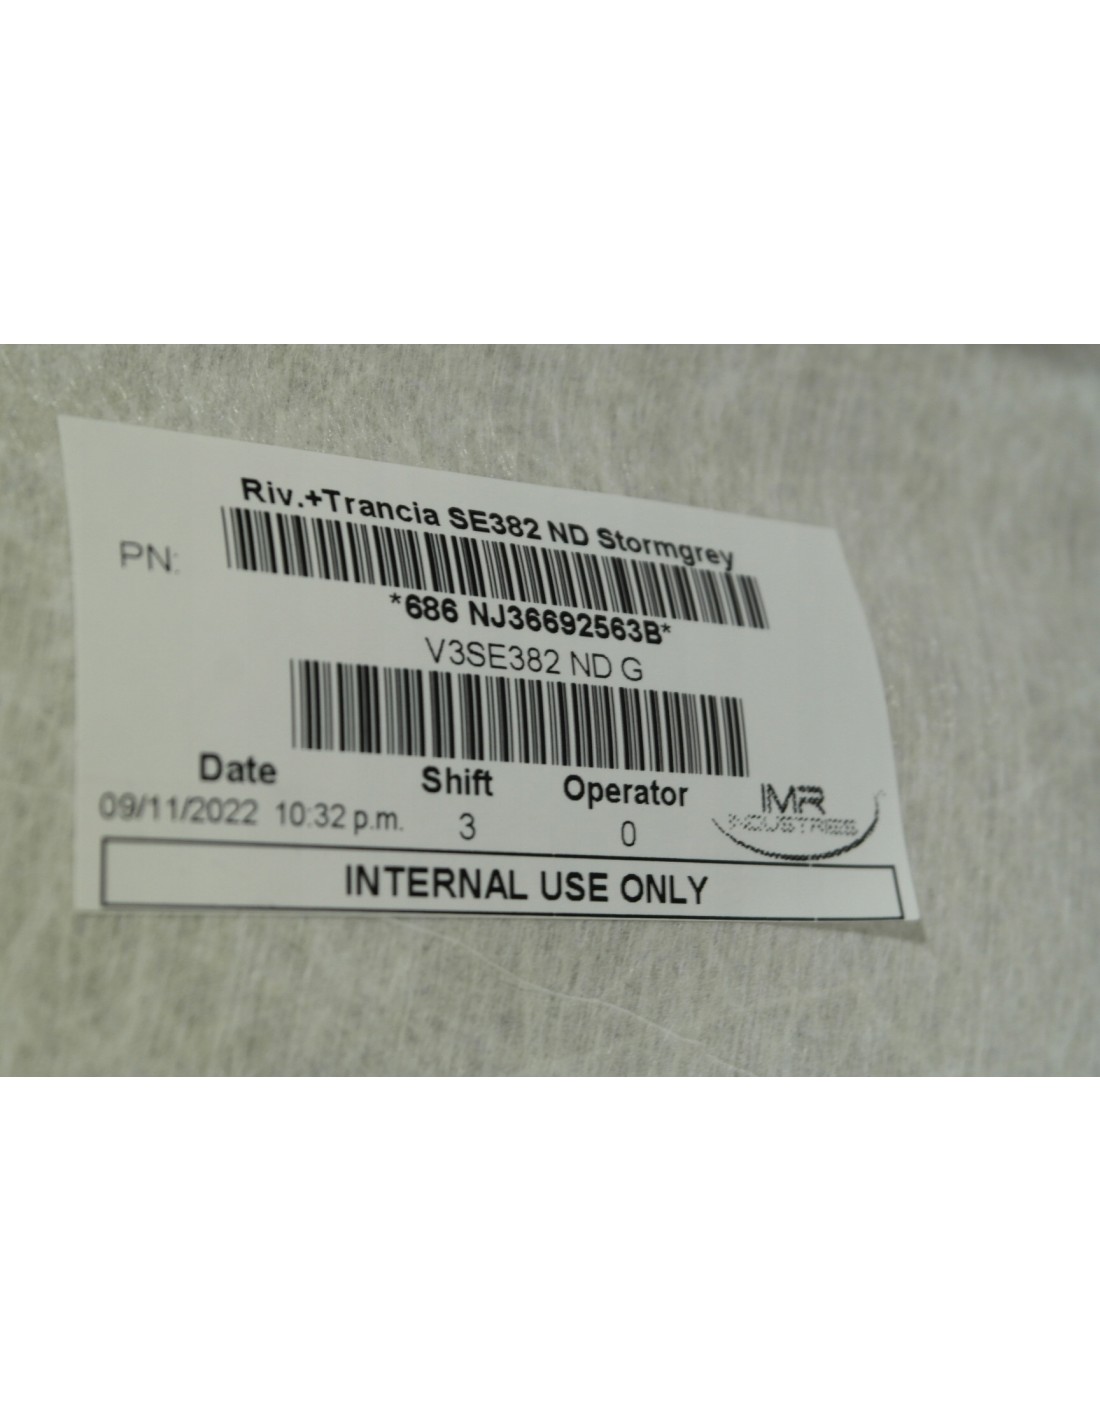 Riv.+Trancia SE382 ND Stormgrey
PN:
*686 NJ36692563B*
V3SE382 ND G
Date Shift Operator
09/11/2022 10:32 p.m. 3 0
IMR
INDUSTRIES
INTERNAL USE ONLY